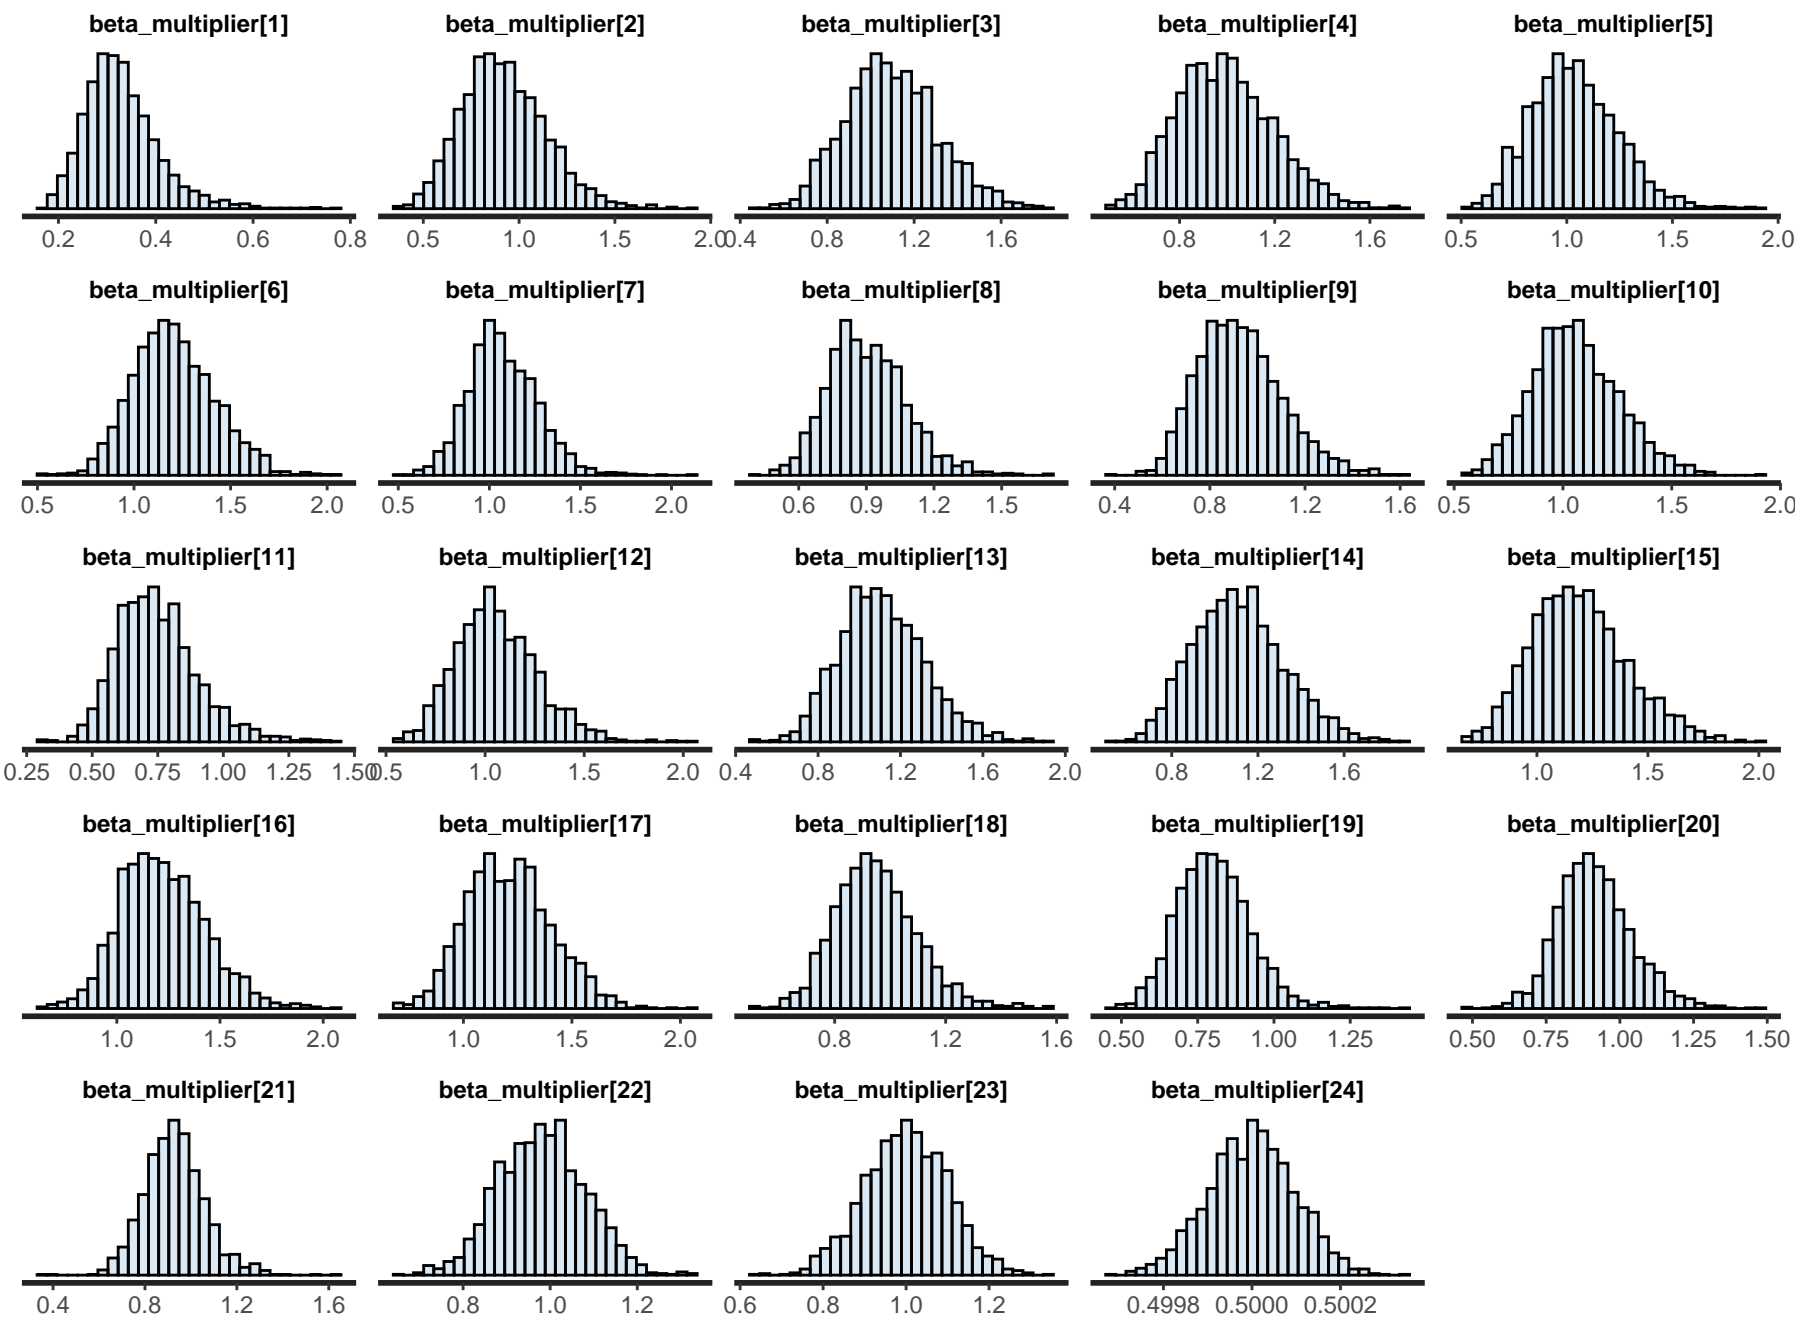 beta_multiplier[1] beta_multiplier[2] beta_multiplier[3] beta_multiplier[4] beta_multiplier[5]
0.2 0.4 0.6 0.8 0.5 1.0 1.5 2.0 0.4 0.8 1.2 1.6 0.8 1.2 1.6 0.5 1.0 1.5 2.0
beta_multiplier[6] beta_multiplier[7] beta_multiplier[8] beta_multiplier[9] beta_multiplier[10]
0.5 1.0 1.5 2.0 0.5 1.0 1.5 2.0 0.6 0.9 1.2 1.5 0.4 0.8 1.2 1.6 0.5 1.0 1.5 2.0
beta_multiplier[11] beta_multiplier[12] beta_multiplier[13] beta_multiplier[14] beta_multiplier[15]
0.25 0.50 0.75 1.00 1.25 1.50 0.5 1.0 1.5 2.0 0.4 0.8 1.2 1.6 2.0 0.8 1.2 1.6 1.0 1.5 2.0
beta_multiplier[16] beta_multiplier[17] beta_multiplier[18] beta_multiplier[19] beta_multiplier[20]
1.0 1.5 2.0 1.0 1.5 2.0 0.8 1.2 1.6 0.50 0.75 1.00 1.25 0.50 0.75 1.00 1.25 1.50
beta_multiplier[21] beta_multiplier[22] beta_multiplier[23] beta_multiplier[24]
0.4 0.8 1.2 1.6 0.8 1.0 1.2 0.6 0.8 1.0 1.2 0.4998 0.5000 0.5002